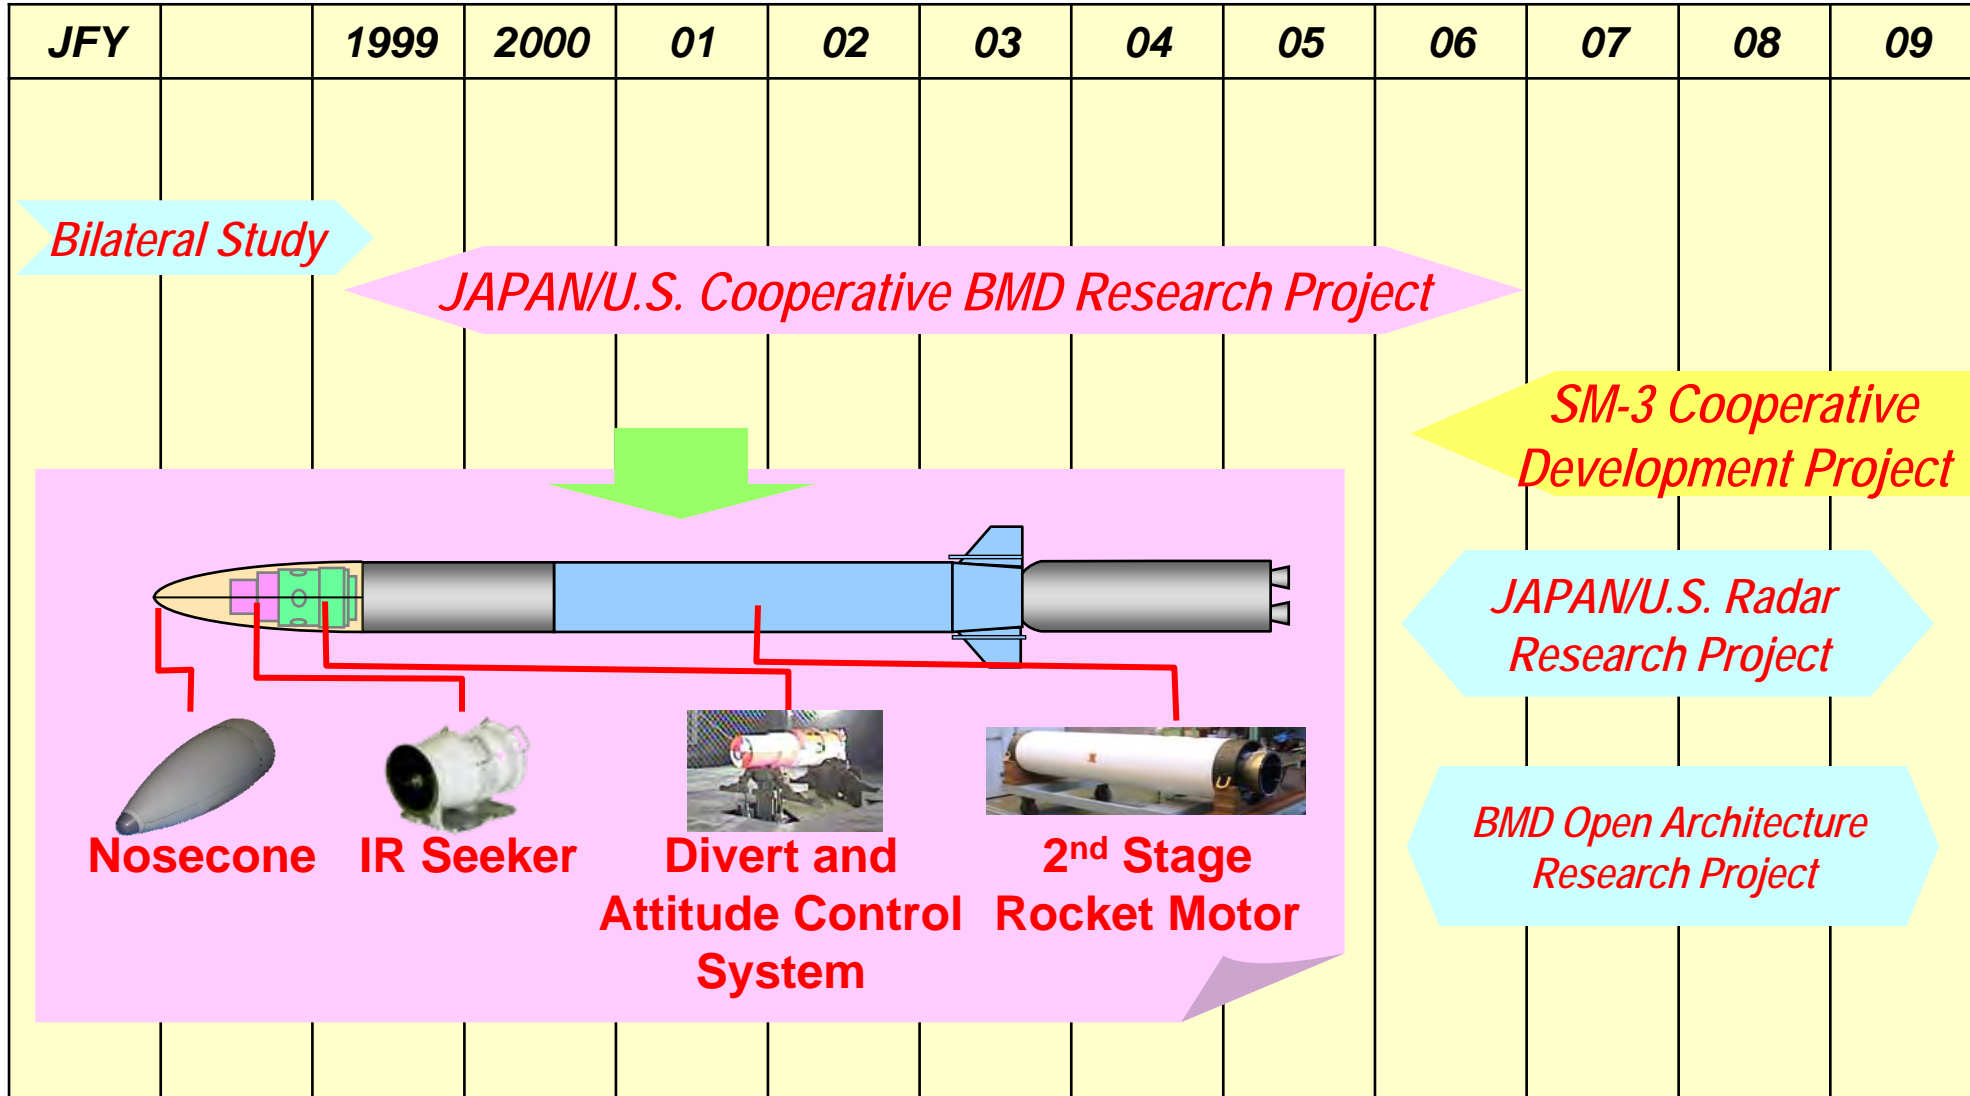 JFY 1999 2000 01 02 03 04 05 06 07 08 09
Bilateral Study
JAPAN/U.S. Cooperative BMD Research Project
SM-3 Cooperative
Development Project
JAPAN/U.S. Radar
Research Project
BMD Open Architecture
Research Project
Nosecone
IR Seeker
Divert and
Attitude Control
System
2nd Stage
Rocket Motor